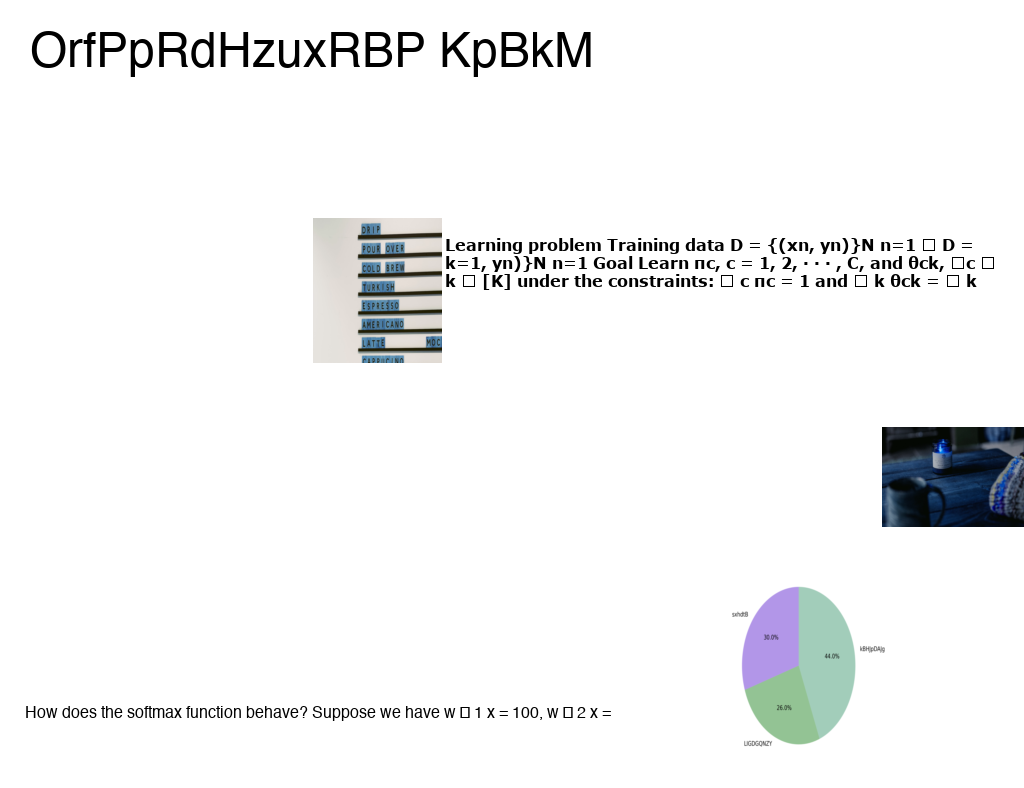 OrfPpRdHzuxRBP KpBkM
DRIP
POUR OVER
COLD BREW
TURKISH
ESPRESSO
AMERICANO
LATTE MOC
CAPPUCINO
Learning problem Training data D = {(xn, yn)}N n=1 □ D =
k=1, yn)}N n=1 Goal Learn πc, c = 1, 2, · · · , C, and θck, □c □
k □ [K] under the constraints: □ c πc = 1 and □ k θck = □ k
sxhdtB
30.0%
44.0%
kBHJpDAJg
26.0%
How does the softmax function behave? Suppose we have w □ 1 x = 100, w □ 2 x =